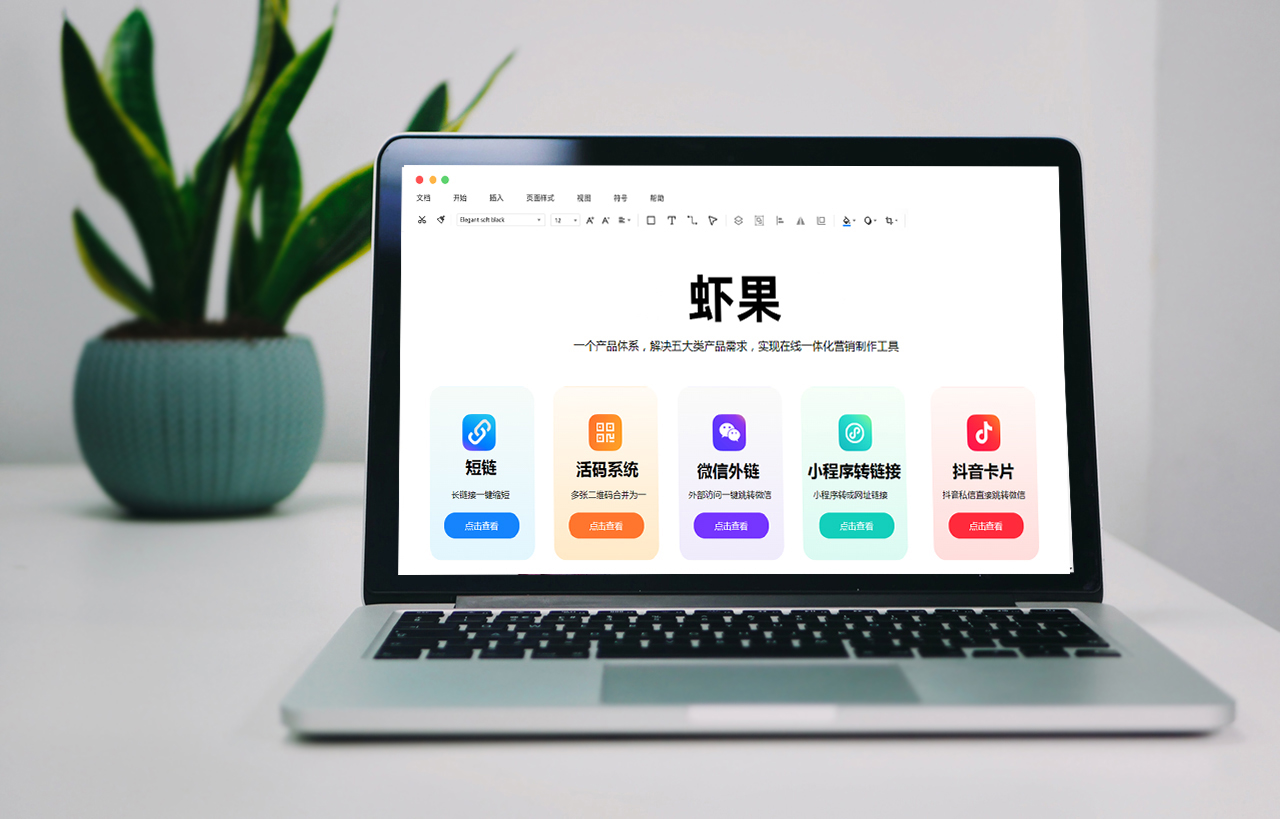 文档 开始 插入 页面样式 视图 符号 帮助
Elegant soft black 12
虾果
一个产品体系，解决五大类产品需求，实现在线一体化营销制作工具
短链 活码系统 微信外链 小程序转链接 抖音卡片
长链接一键缩短 多张二维码合并为一 外部访问一键跳转微信 小程序转成网址链接 抖音私信直接跳转微信
点击查看 点击查看 点击查看 点击查看 点击查看